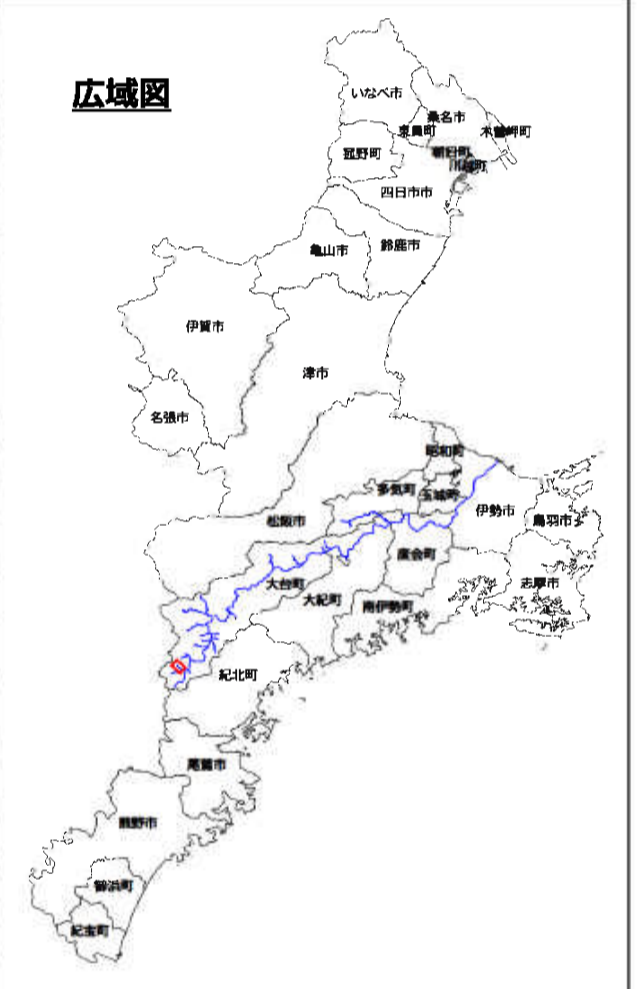 広域図
いなべ市
桑名市
東員町
木曽岬町
菰野町
朝日町
川越町
四日市市
亀山市
鈴鹿市
伊賀市
津市
名張市
明和町
多気町
玉城町
松阪市
伊勢市
鳥羽市
度会町
大台町
志摩市
大紀町
南伊勢町
紀北町
尾鷲市
熊野市
御浜町
紀宝町